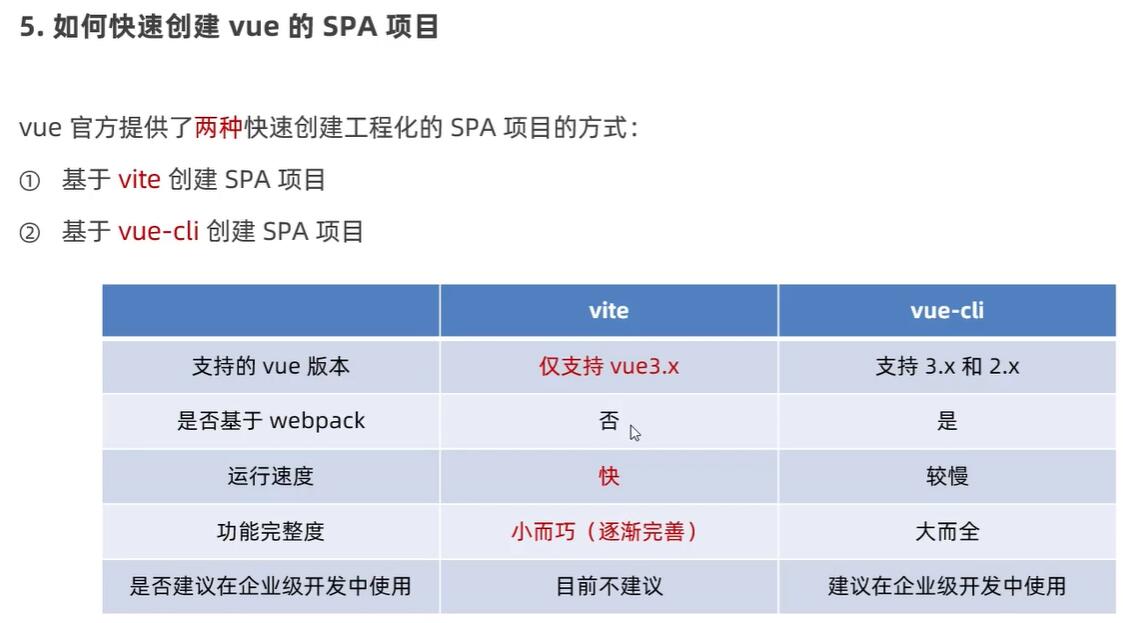 5. 如何快速创建 vue 的 SPA 项目
vue 官方提供了两种快速创建工程化的 SPA 项目的方式：
① 基于 vite 创建 SPA 项目
② 基于 vue-cli 创建 SPA 项目
vite vue-cli
支持的 vue 版本 仅支持 vue3.x 支持 3.x 和 2.x
是否基于 webpack 否 是
运行速度 快 较慢
功能完整度 小而巧（逐渐完善） 大而全
是否建议在企业级开发中使用 目前不建议 建议在企业级开发中使用